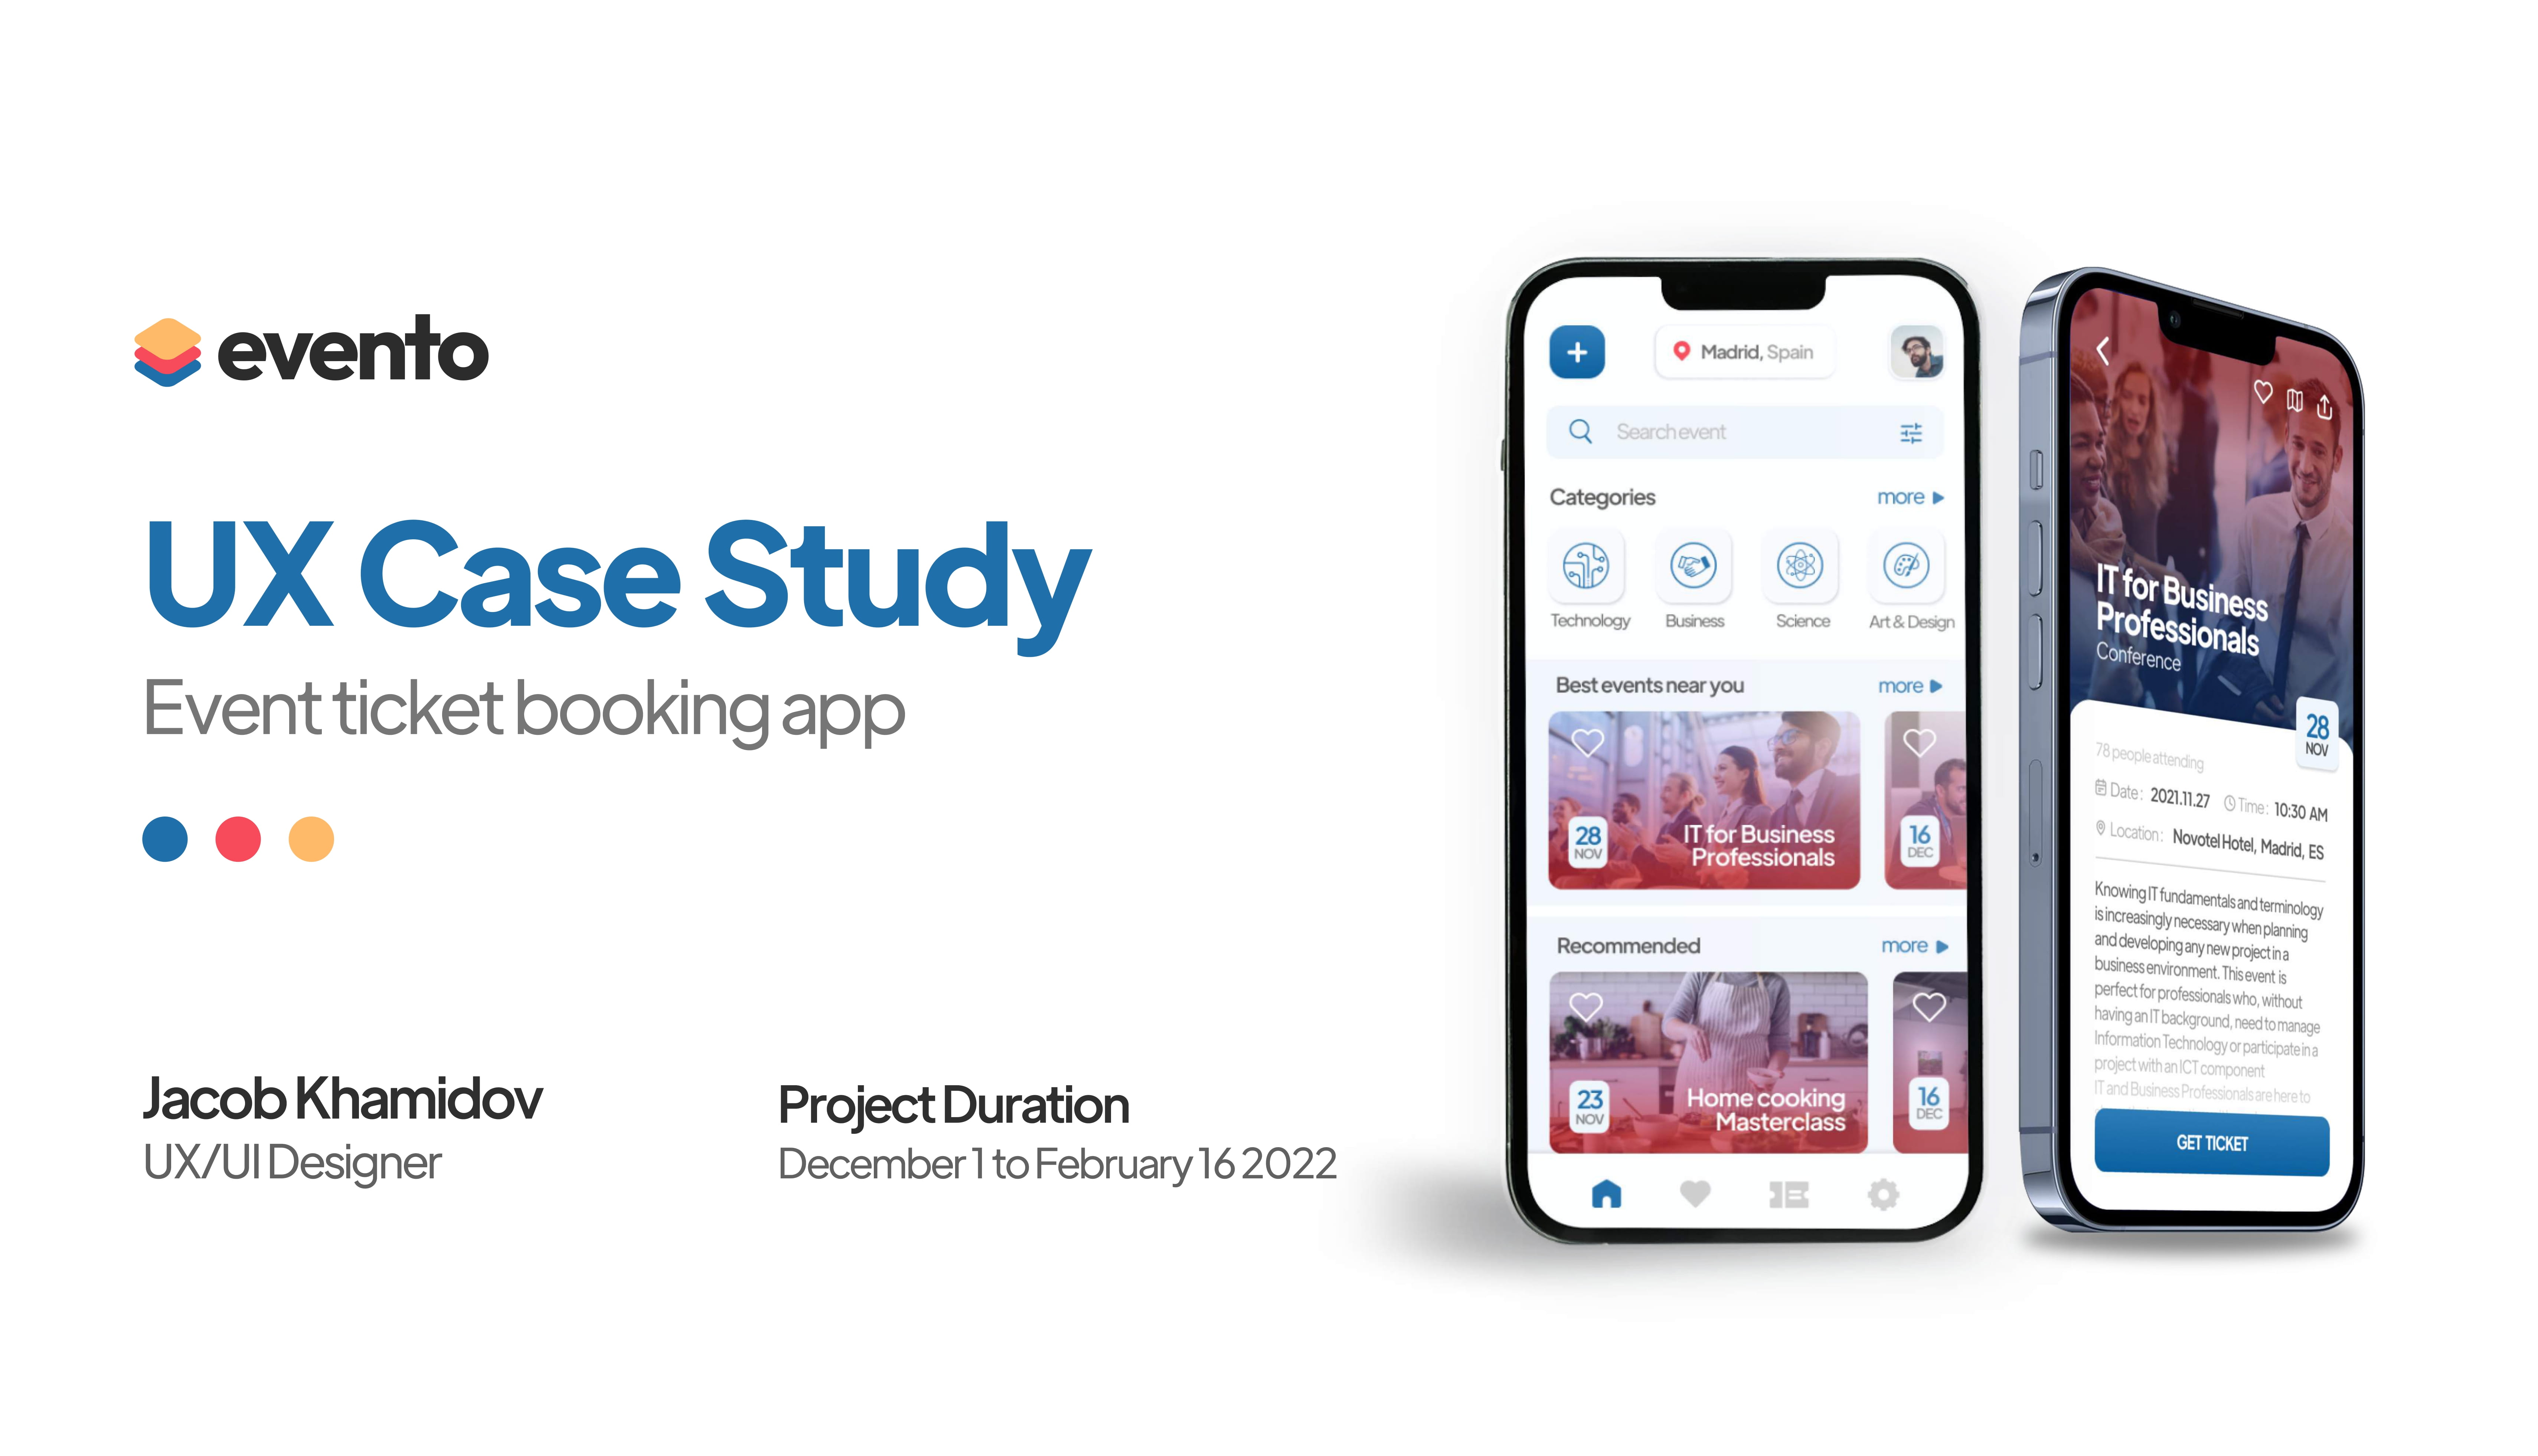 evento
UX Case Study
Event ticket booking app
Jacob Khamidov
UX/UI Designer
Project Duration
December 1 to February 16 2022
Madrid, Spain
Search event
Categories
more
Technology
Business
Science
Art & Design
Best events near you
more
28
NOV
IT for Business
Professionals
16
DEC
Recommended
more
23
NOV
Home cooking
Masterclass
16
DEC
IT for Business
Professionals
Conference
28
NOV
78 people attending
Date: 2021.11.27
Time: 10:30 AM
Location: Novotel Hotel, Madrid, ES
Knowing IT fundamentals and terminology
is increasingly necessary when planning
and developing any new project in a
business environment. This event is
perfect for professionals who, without
having an IT background, need to manage
Information Technology or participate in a
project with an ICT component
IT and Business Professionals are here to
GET TICKET